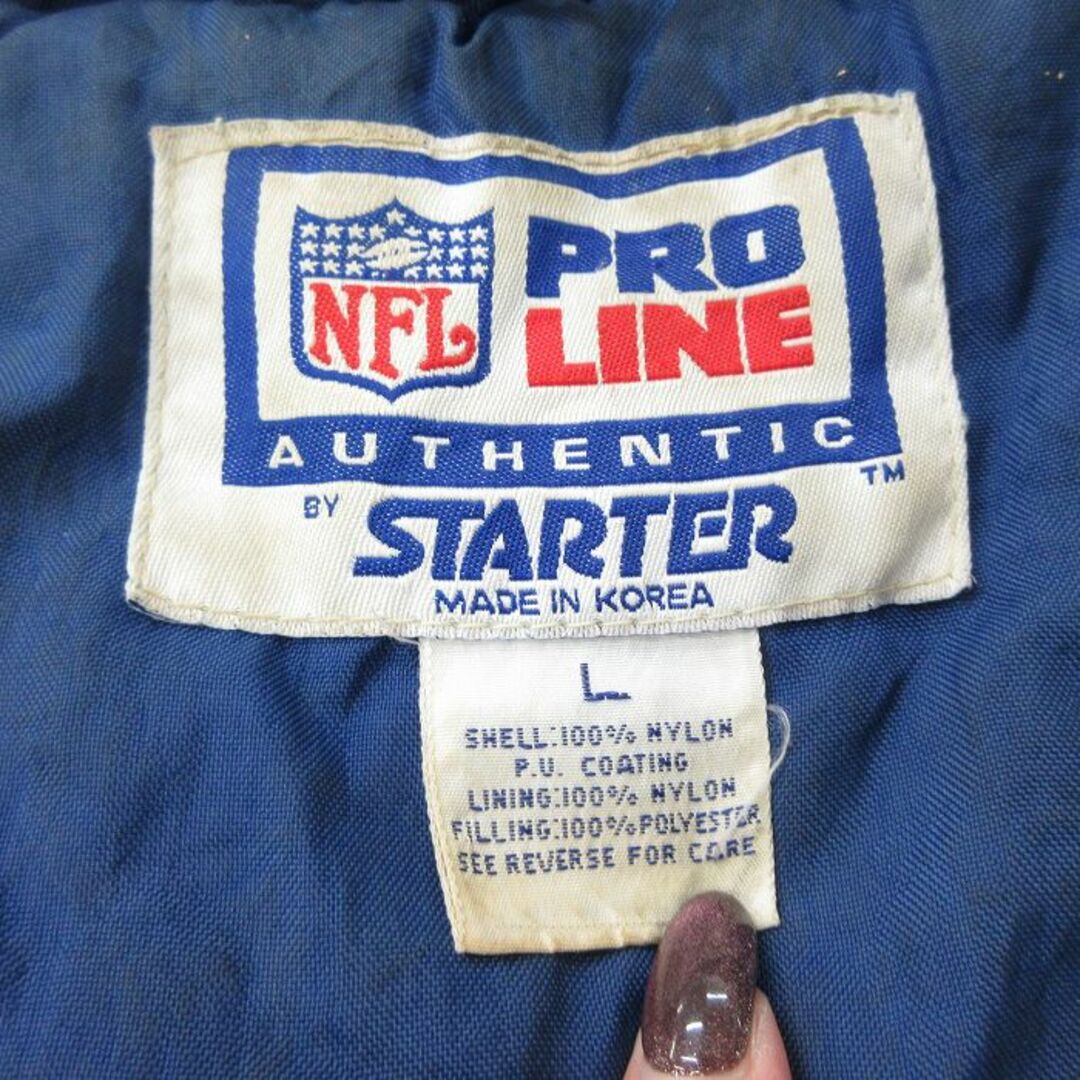 NFL
PRO
LINE
AUTHENTIC
TM
BY STARTER
MADE IN KOREA
L
SHELL:100% NYLON
P.U. COATING
LINING:100% NYLON
FILLING:100% POLYESTER
SEE REVERSE FOR CARE